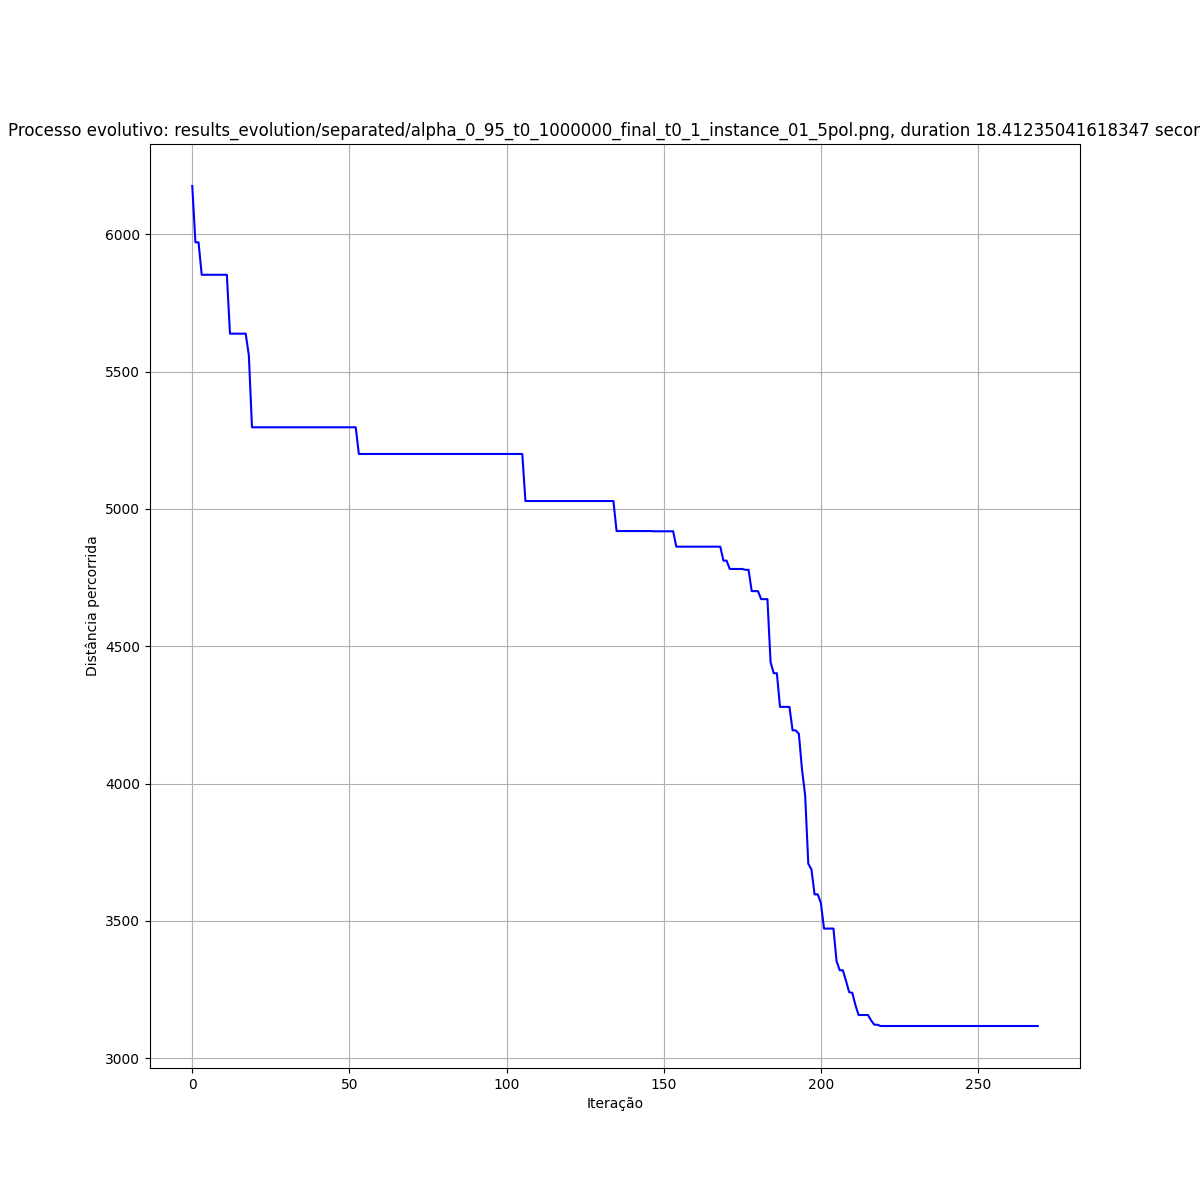 Processo evolutivo: results_evolution/separated/alpha_0_95_t0_1000000_final_t0_1_instance_01_5pol.png, duration 18.41235041618347 secor
6000
5500
5000
4500
4000
3500
3000
Distância percorrida
0 50 100 150 200 250
Iteração